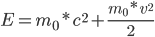 E = m₀ * c² + m₀ * v² / 2